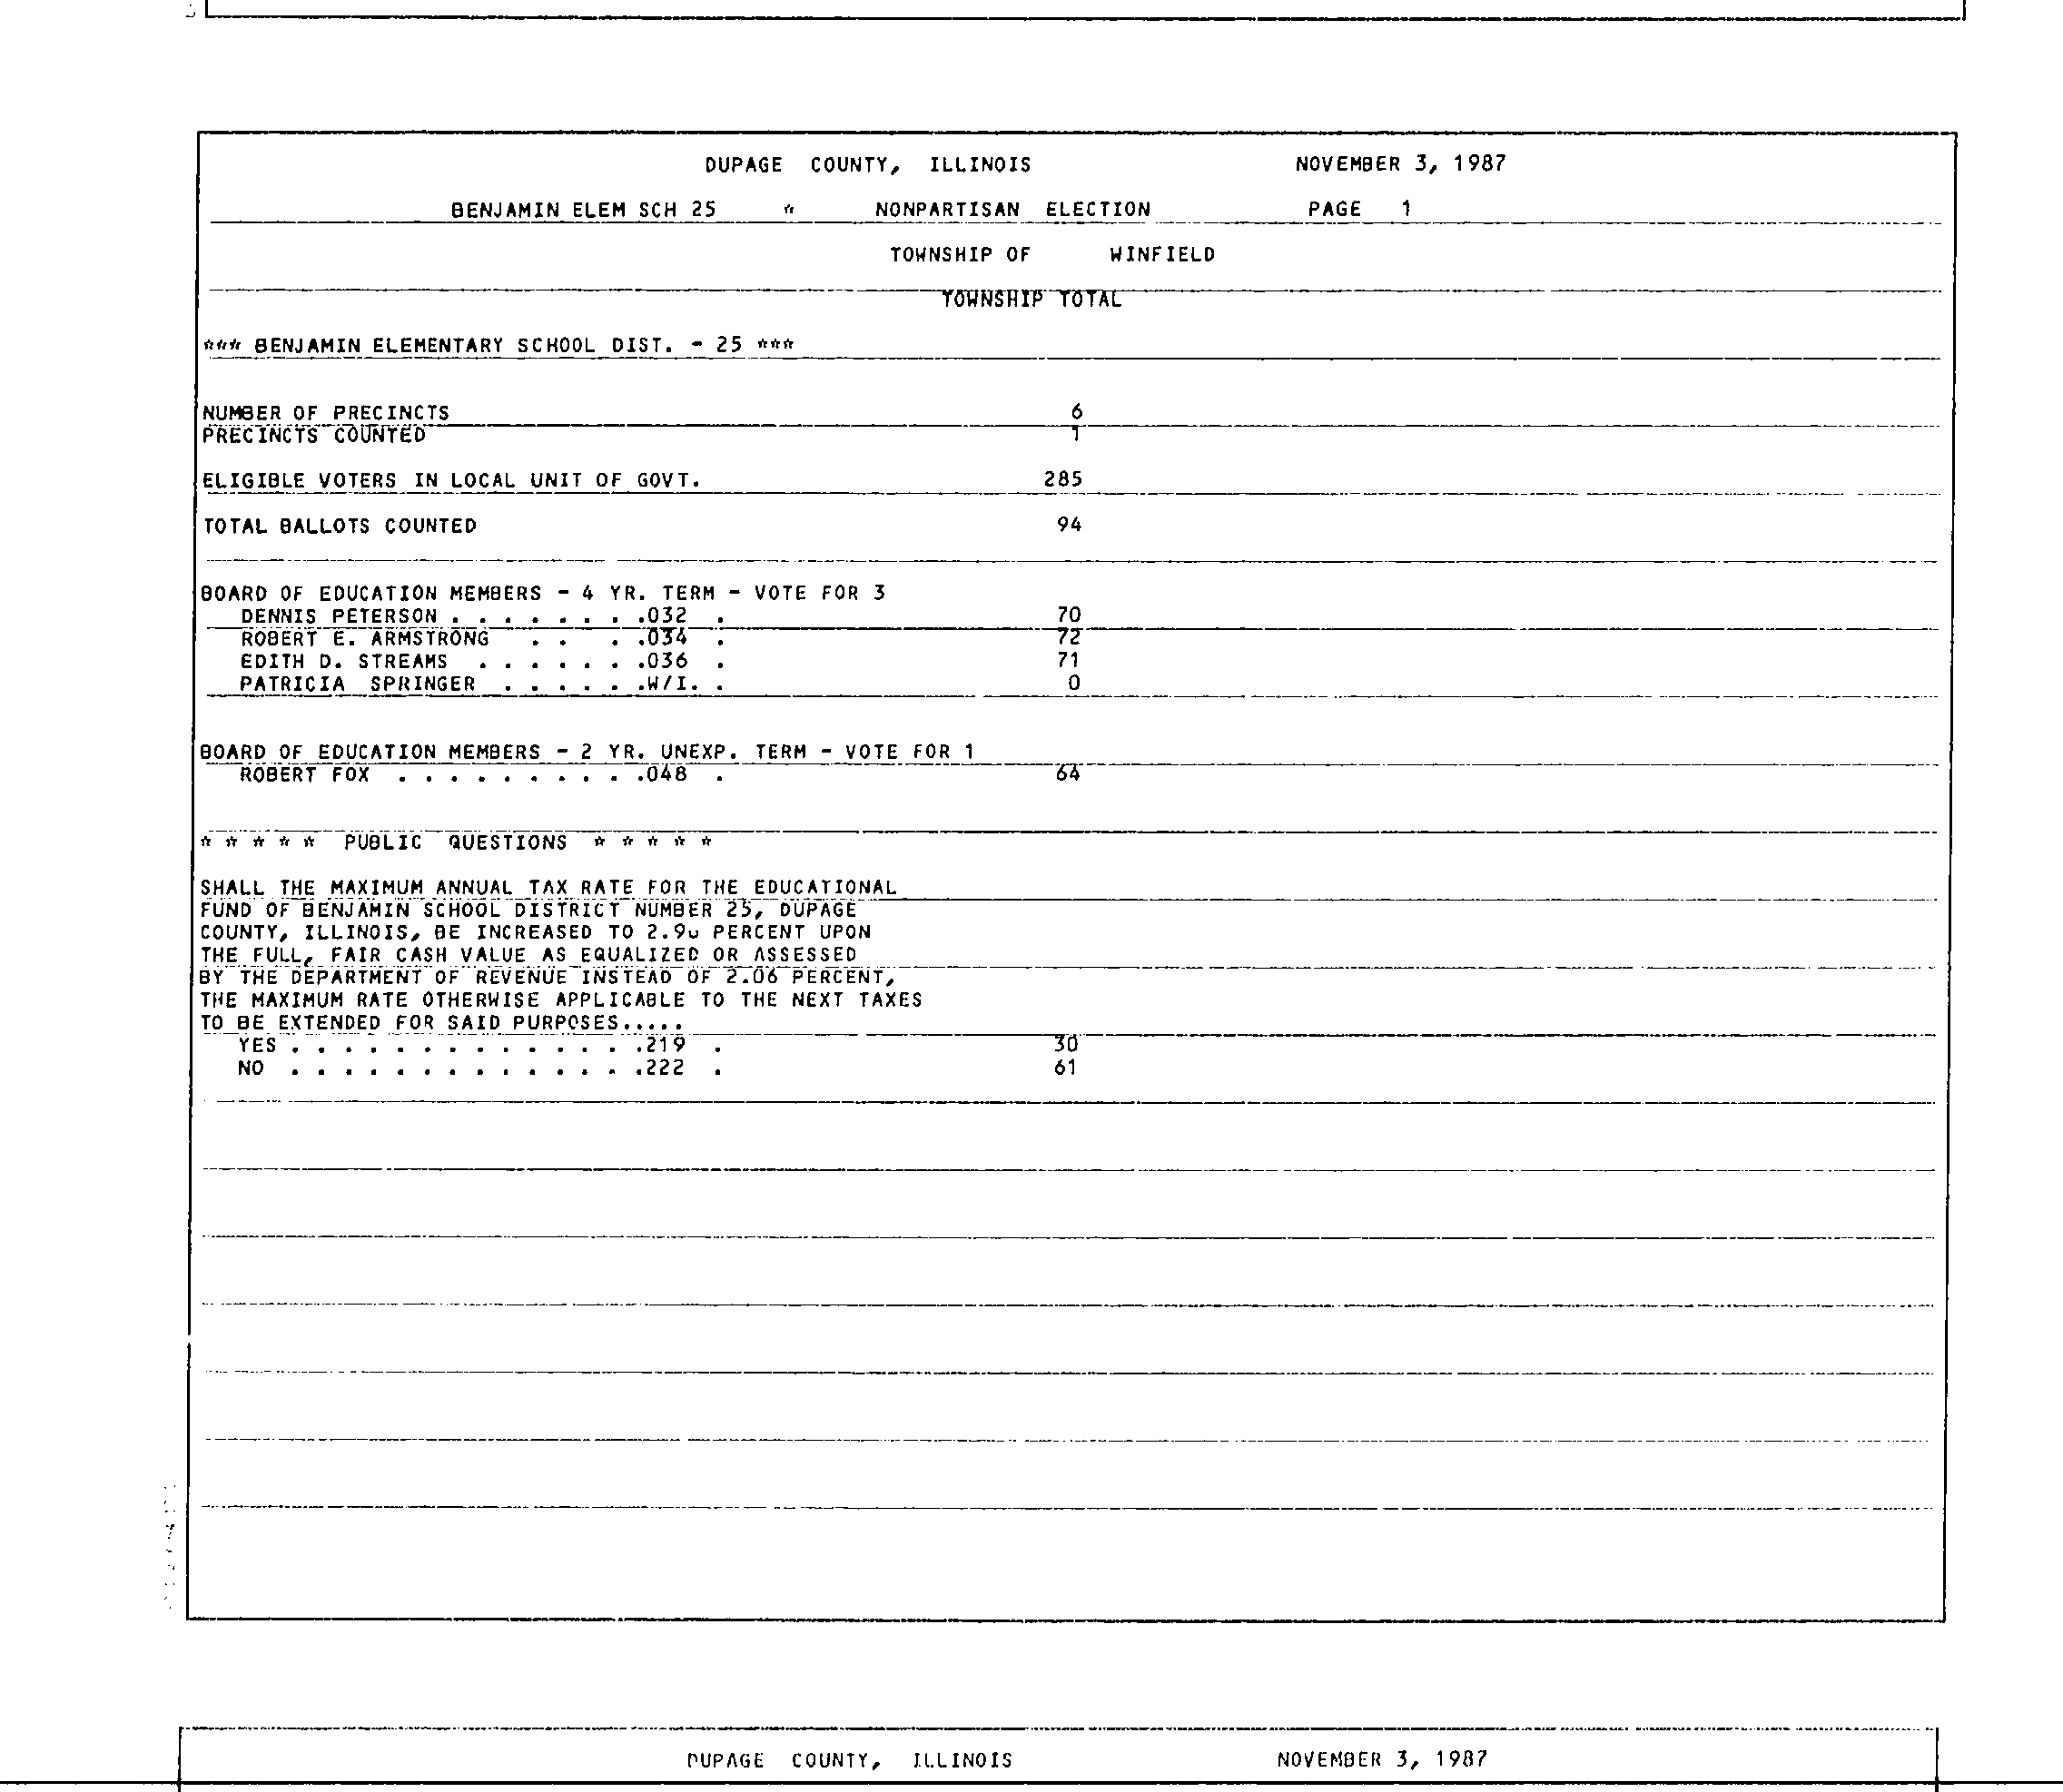 DUPAGE COUNTY, ILLINOIS NOVEMBER 3, 1987
BENJAMIN ELEM SCH 25 * NONPARTISAN ELECTION PAGE 1
TOWNSHIP OF WINFIELD
TOWNSHIP TOTAL
*** BENJAMIN ELEMENTARY SCHOOL DIST. - 25 ***
NUMBER OF PRECINCTS 6
PRECINCTS COUNTED 1
ELIGIBLE VOTERS IN LOCAL UNIT OF GOVT. 285
TOTAL BALLOTS COUNTED 94
BOARD OF EDUCATION MEMBERS - 4 YR. TERM - VOTE FOR 3
DENNIS PETERSON . . . . . . . .032 . 70
ROBERT E. ARMSTRONG . . . .034 . 72
EDITH D. STREAMS . . . . . . .036 . 71
PATRICIA SPRINGER . . . . . .W/I. . 0
BOARD OF EDUCATION MEMBERS - 2 YR. UNEXP. TERM - VOTE FOR 1
ROBERT FOX . . . . . . . . . .048 . 64
* * * * * PUBLIC QUESTIONS * * * * *
SHALL THE MAXIMUM ANNUAL TAX RATE FOR THE EDUCATIONAL
FUND OF BENJAMIN SCHOOL DISTRICT NUMBER 25, DUPAGE
COUNTY, ILLINOIS, BE INCREASED TO PERCENT UPON
THE FULL, FAIR CASH VALUE AS EQUALIZED OR ASSESSED
BY THE DEPARTMENT OF REVENUE INSTEAD OF 2.06 PERCENT,
THE MAXIMUM RATE OTHERWISE APPLICABLE TO THE NEXT TAXES
TO BE EXTENDED FOR SAID PURPOSES.....
YES . . . . . . . . . . . . . .219 . 30
NO . . . . . . . . . . . . . .222 . 61
DUPAGE COUNTY, ILLINOIS NOVEMBER 3, 1987